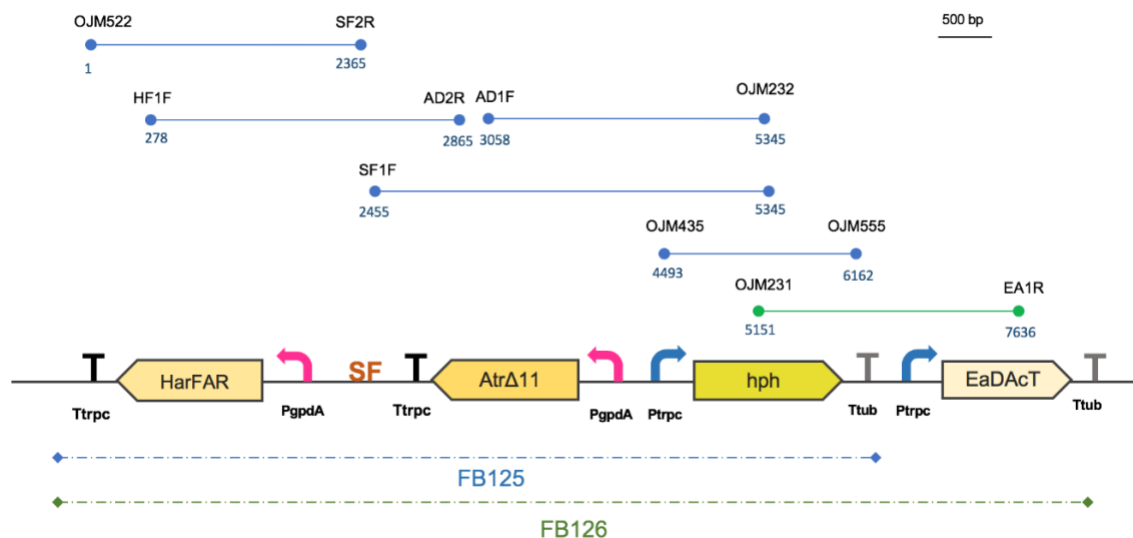 OJM522 SF2R 500 bp
1 2365
HF1F AD2R AD1F OJM232
278 2865 3058 5345
SF1F
2455 5345
OJM435 OJM555
4493 6162
OJM231 EA1R
5151 7636
SF
HarFAR AtrΔ11 hph EaDAcT
Ttrpc PgpdA Ttrpc PgpdA Ptrpc Ttub Ptrpc Ttub
FB125
FB126